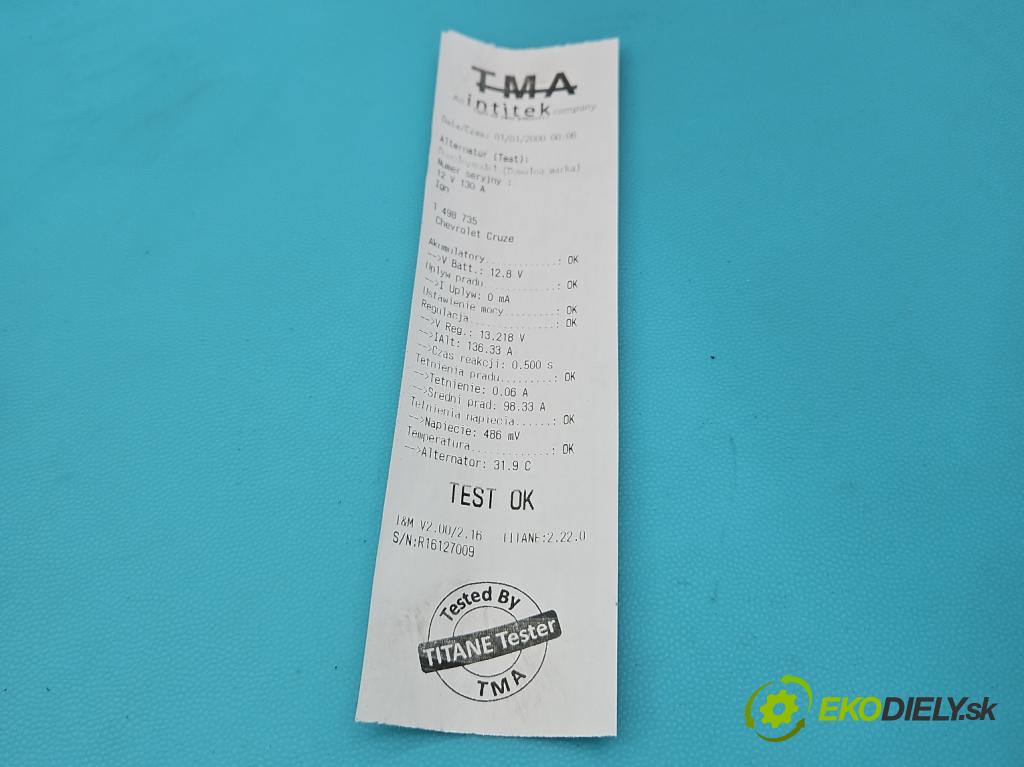 TMA
An intitek company
Data/Czas: 01/01/2000 00:06
Alternator (Test):
(Dowolna marka)
Numer seryjny :
12 V 130 A
Ign
1 498 735
Chevrolet Cruze
Akumulatory..........: OK
-->V Batt.: 12.8 V
Uplyw pradu..........: OK
-->I Uplyw: 0 mA
Ustawienie mocy.......: OK
Regulacja............: OK
-->V Reg.: 13.218 V
-->IAlt: 136.33 A
-->Czas reakcji: 0.500 s
Tetnienia pradu........: OK
-->Tetnienie: 0.06 A
-->Sredni prad: 98.33 A
Tetnienia napiecia.....: OK
-->Napiecie: 486 mV
Temperatura............: OK
-->Alternator: 31.9 C
TEST OK
I&M V2.00/2.16 TITANE:2.22.0
S/N:R16127009
Tested By
TITANE Tester
TMA
EKODIELY.sk